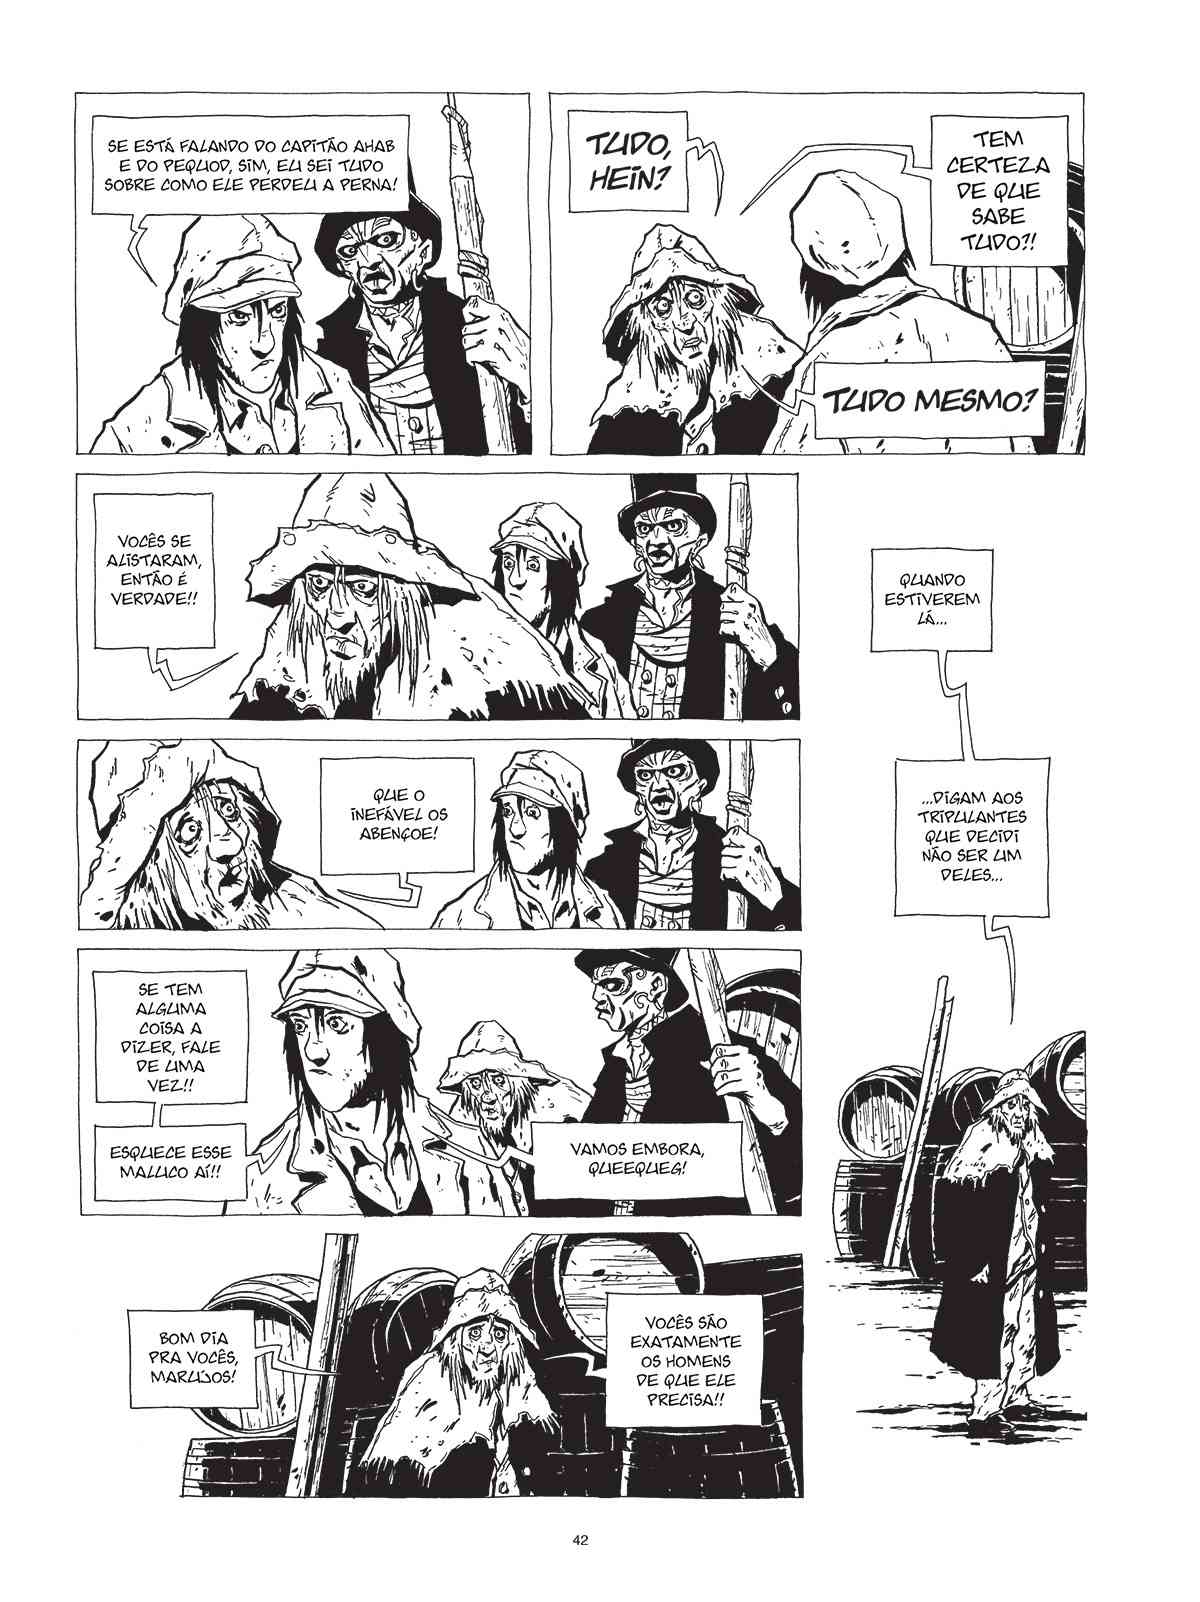 SE ESTÁ FALANDO DO CAPITÃO AHAB
E DO PEQUOD, SIM, EU SEI TUDO
SOBRE COMO ELE PERDEU A PERNA!
TUDO,
HEIN?
TEM
CERTEZA
DE QUE
SABE
TUDO?!
TUDO MESMO?
VOCÊS SE
ALISTARAM,
ENTÃO É
VERDADE!!
QUE O
INEFÁVEL OS
ABENÇOE!
SE TEM
ALGUMA
COISA A
DIZER, FALE
DE UMA
VEZ!!
ESQUECE ESSE
MALUCO AÍ!!
VAMOS EMBORA,
QUEEQUEG!
BOM DIA
PRA VOCÊS,
MARUJOS!
VOCÊS SÃO
EXATAMENTE
OS HOMENS
DE QUE ELE
PRECISA!!
QUANDO
ESTIVEREM
LÁ...
...DIGAM AOS
TRIPULANTES
QUE DECIDI
NÃO SER UM
DELES...
42